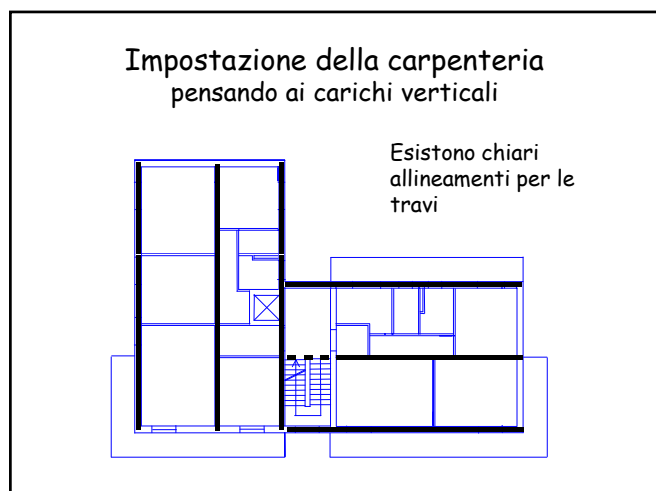 Impostazione della carpenteria
pensando ai carichi verticali
Esistono chiari
allineamenti per le
travi